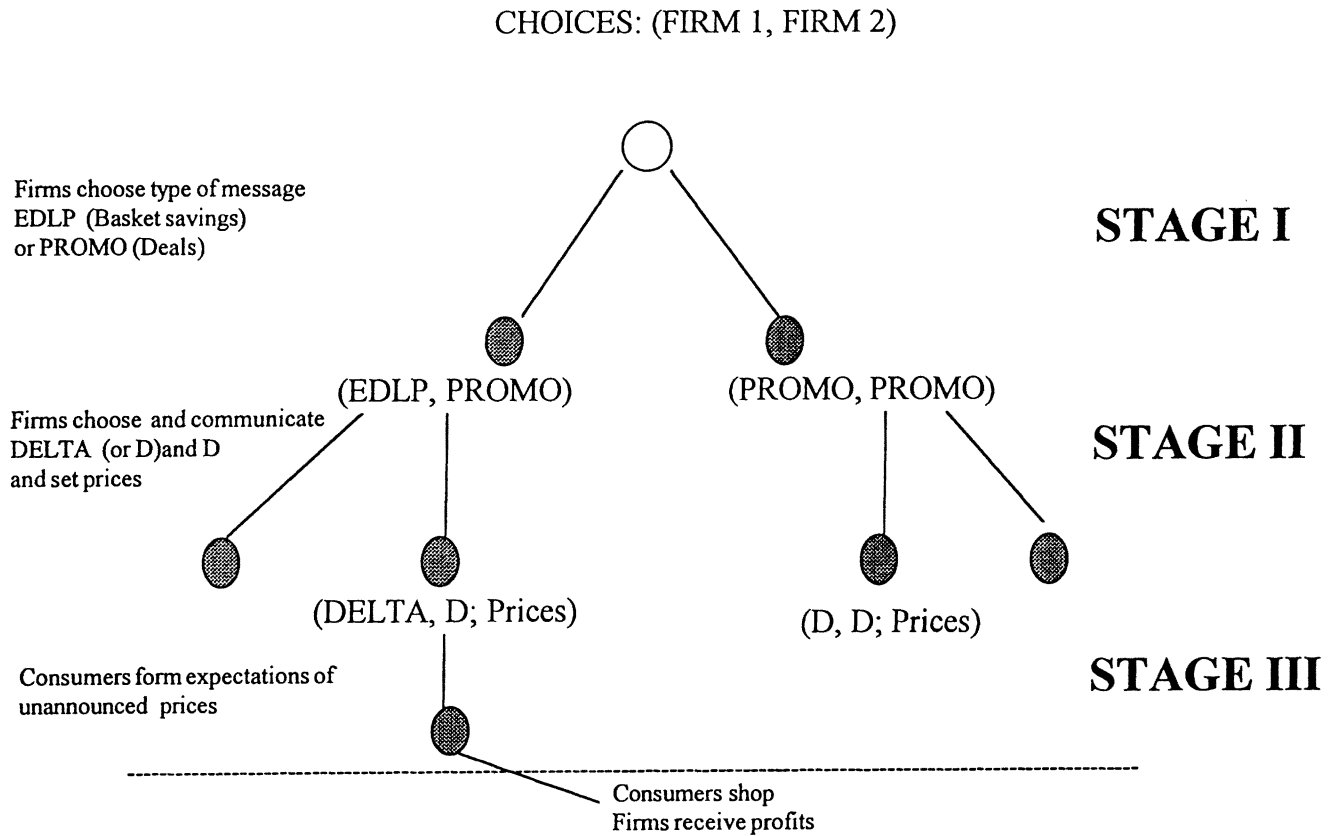 CHOICES: (FIRM 1, FIRM 2)
Firms choose type of message
EDLP (Basket savings)
or PROMO (Deals)
STAGE I
(EDLP, PROMO)
(PROMO, PROMO)
Firms choose and communicate
DELTA (or D)and D
and set prices
STAGE II
(DELTA, D; Prices)
(D, D; Prices)
Consumers form expectations of
unannounced prices
STAGE III
Consumers shop
Firms receive profits